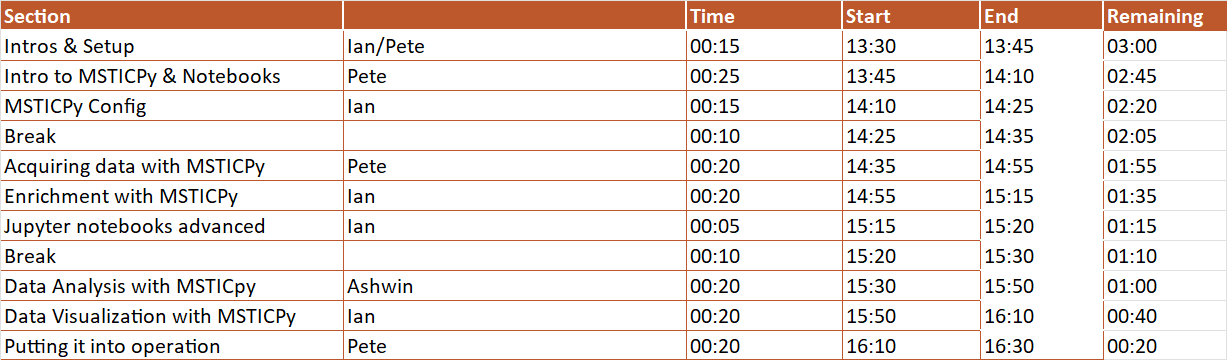 Section Time Start End Remaining
Intros & Setup Ian/Pete 00:15 13:30 13:45 03:00
Intro to MSTICPy & Notebooks Pete 00:25 13:45 14:10 02:45
MSTICPy Config Ian 00:15 14:10 14:25 02:20
Break 00:10 14:25 14:35 02:05
Acquiring data with MSTICPy Pete 00:20 14:35 14:55 01:55
Enrichment with MSTICPy Ian 00:20 14:55 15:15 01:35
Jupyter notebooks advanced Ian 00:05 15:15 15:20 01:15
Break 00:10 15:20 15:30 01:10
Data Analysis with MSTICpy Ashwin 00:20 15:30 15:50 01:00
Data Visualization with MSTICPy Ian 00:20 15:50 16:10 00:40
Putting it into operation Pete 00:20 16:10 16:30 00:20